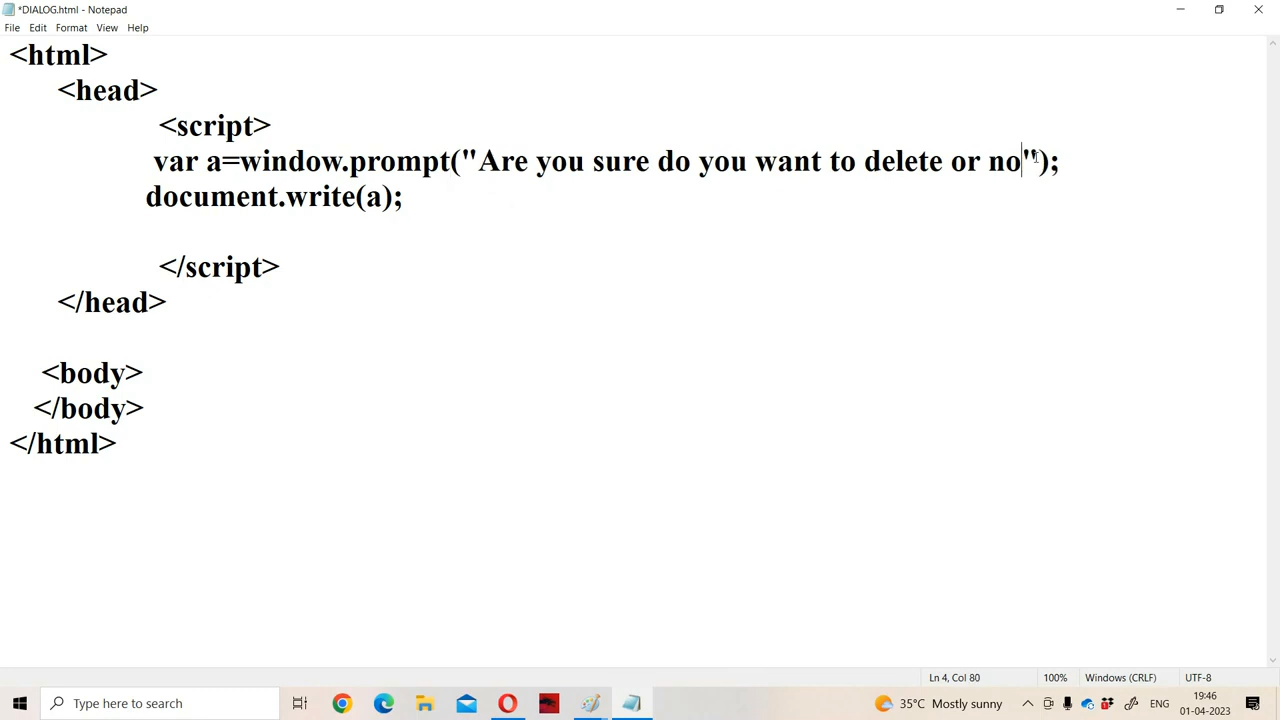 *DIALOG.html - Notepad
File Edit Format View Help
<html>
<head>
<script>
var a=window.prompt("Are you sure do you want to delete or no");
document.write(a);
</script>
</head>
<body>
</body>
</html>
Ln 4, Col 80 100% Windows (CRLF) UTF-8
Type here to search
35°C Mostly sunny
ENG
19:46
01-04-2023